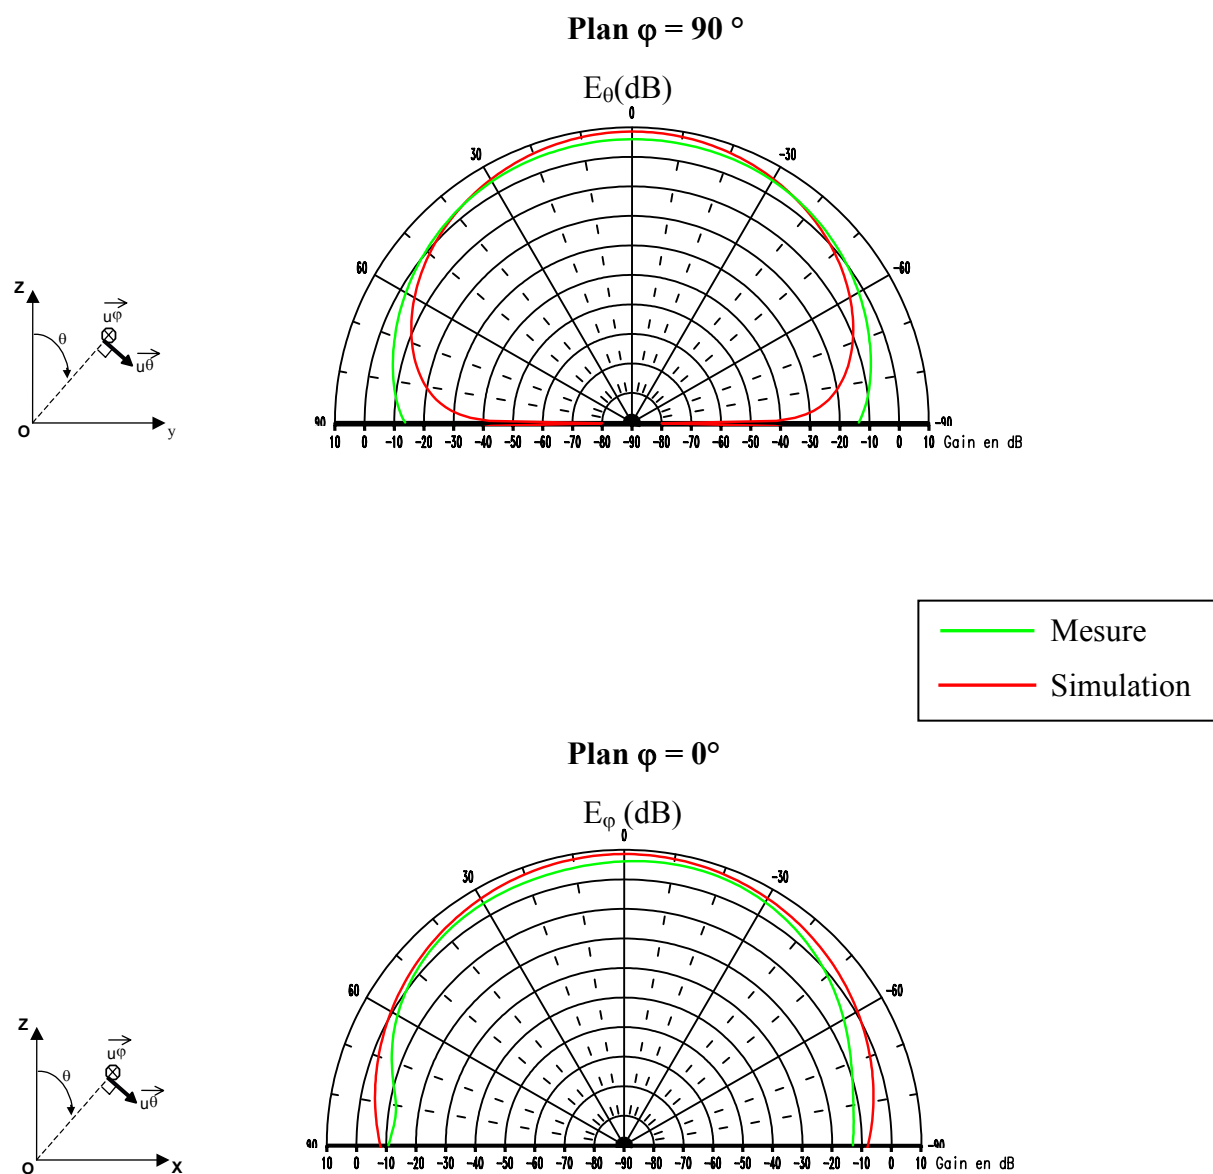 Plan φ = 90 °
Eθ(dB)
0
30 -30
60 -60
z
uφ
θ
uθ
O y
90 -90
10 0 -10 -20 -30 -40 -50 -60 -70 -80 -90 -80 -70 -60 -50 -40 -30 -20 -10 0 10 Gain en dB
Mesure
Simulation
Plan φ = 0°
Eφ (dB)
0
30 -30
60 -60
z
uφ
θ
uθ
O x
90 -90
10 0 -10 -20 -30 -40 -50 -60 -70 -80 -90 -80 -70 -60 -50 -40 -30 -20 -10 0 10 Gain en dB